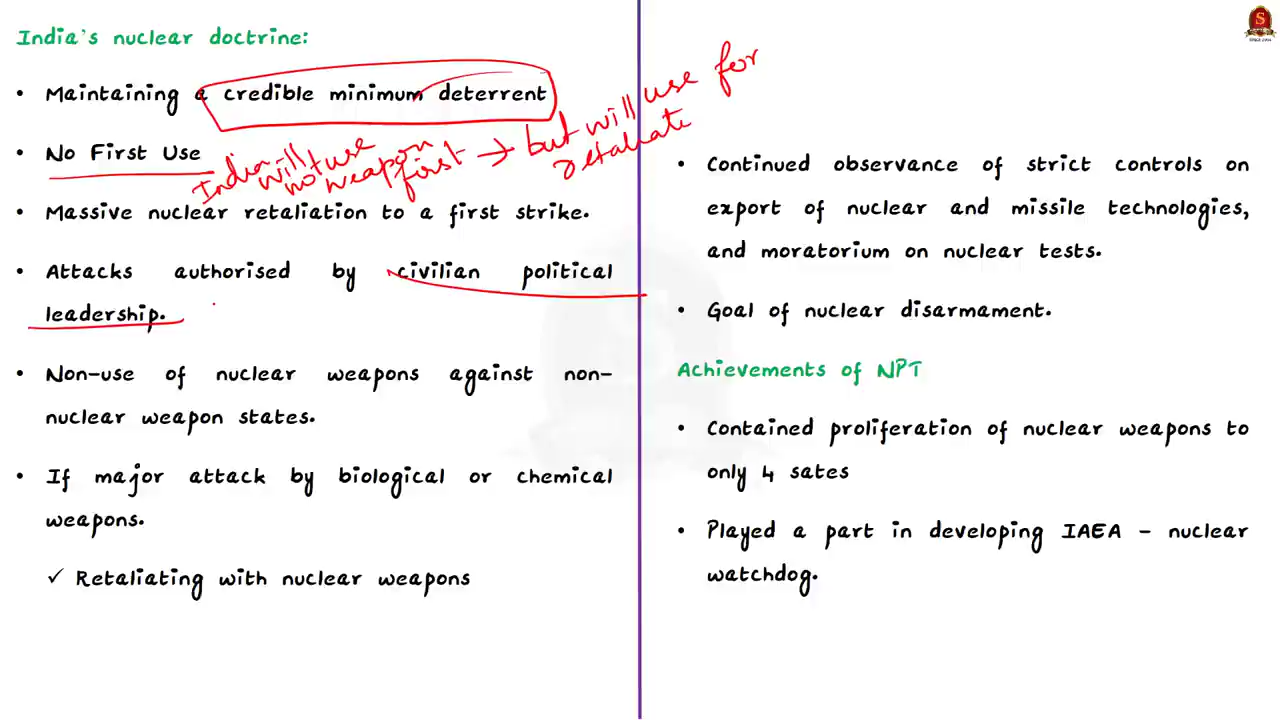 India's nuclear doctrine:
• Maintaining a credible minimum deterrent
• No First Use
India will not use weapon first → but will use for retaliate
• Massive nuclear retaliation to a first strike.
• Attacks authorised by civilian political
leadership.
• Non-use of nuclear weapons against non-
nuclear weapon states.
• If major attack by biological or chemical
weapons.
✓ Retaliating with nuclear weapons
• Continued observance of strict controls on
export of nuclear and missile technologies,
and moratorium on nuclear tests.
• Goal of nuclear disarmament.
Achievements of NPT
• Contained proliferation of nuclear weapons to
only 4 sates
• Played a part in developing IAEA - nuclear
watchdog.